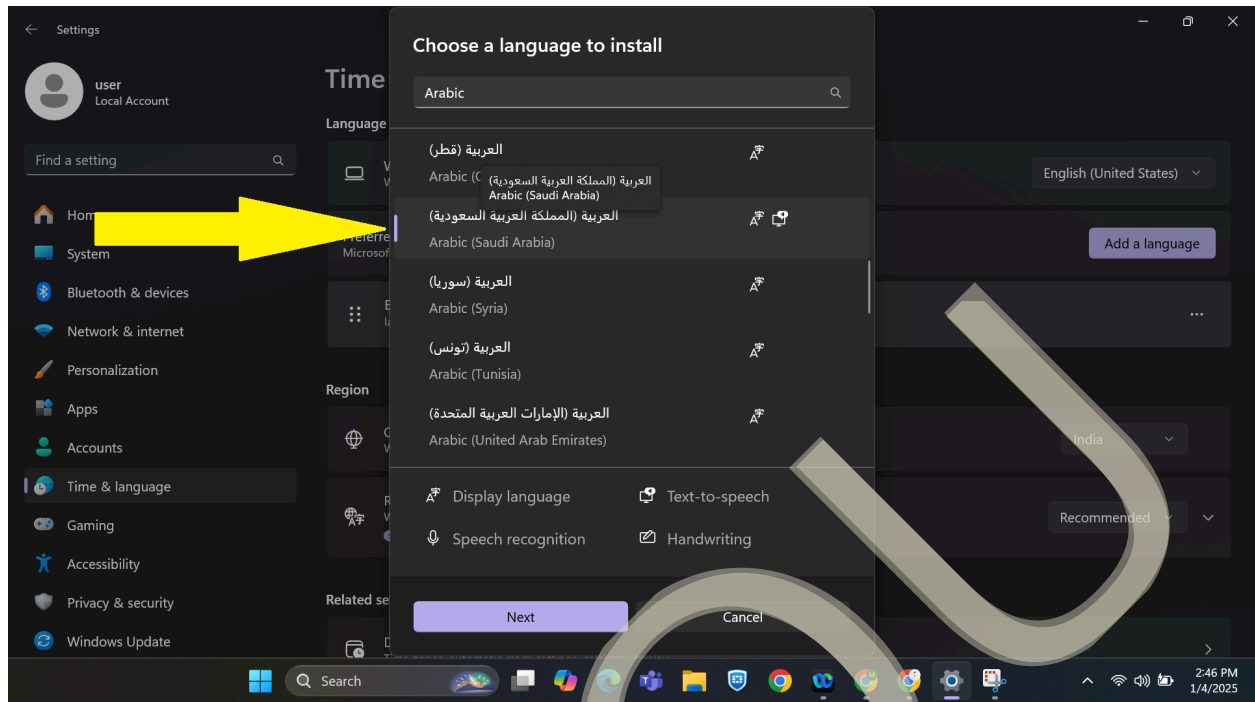 Settings
user
Local Account
Find a setting
Hom
System
Bluetooth & devices
Network & internet
Personalization
Apps
Accounts
Time & language
Gaming
Accessibility
Privacy & security
Windows Update
Time
Language
English (United States)
Microsof
Add a language
Region
India
Recommended
Related se
Choose a language to install
Arabic
العربية (قطر)
Arabic (
العربية (المملكة العربية السعودية)
Arabic (Saudi Arabia)
العربية (المملكة العربية السعودية)
Arabic (Saudi Arabia)
العربية (سوريا)
Arabic (Syria)
العربية (تونس)
Arabic (Tunisia)
العربية (الإمارات العربية المتحدة)
Arabic (United Arab Emirates)
Display language
Text-to-speech
Speech recognition
Handwriting
Next
Cancel
Search
2:46 PM
1/4/2025